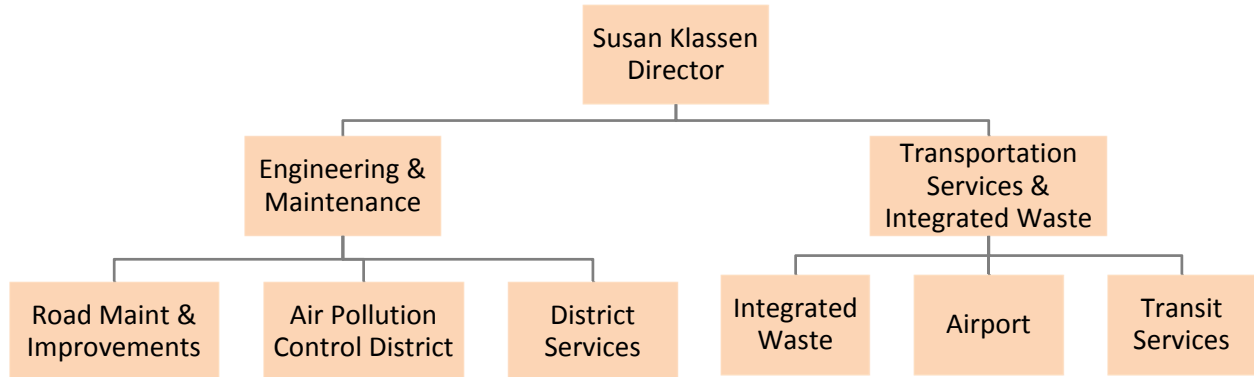 Susan Klassen
Director
Engineering &
Maintenance
Transportation
Services &
Integrated Waste
Road Maint &
Improvements
Air Pollution
Control District
District
Services
Integrated
Waste
Airport
Transit
Services